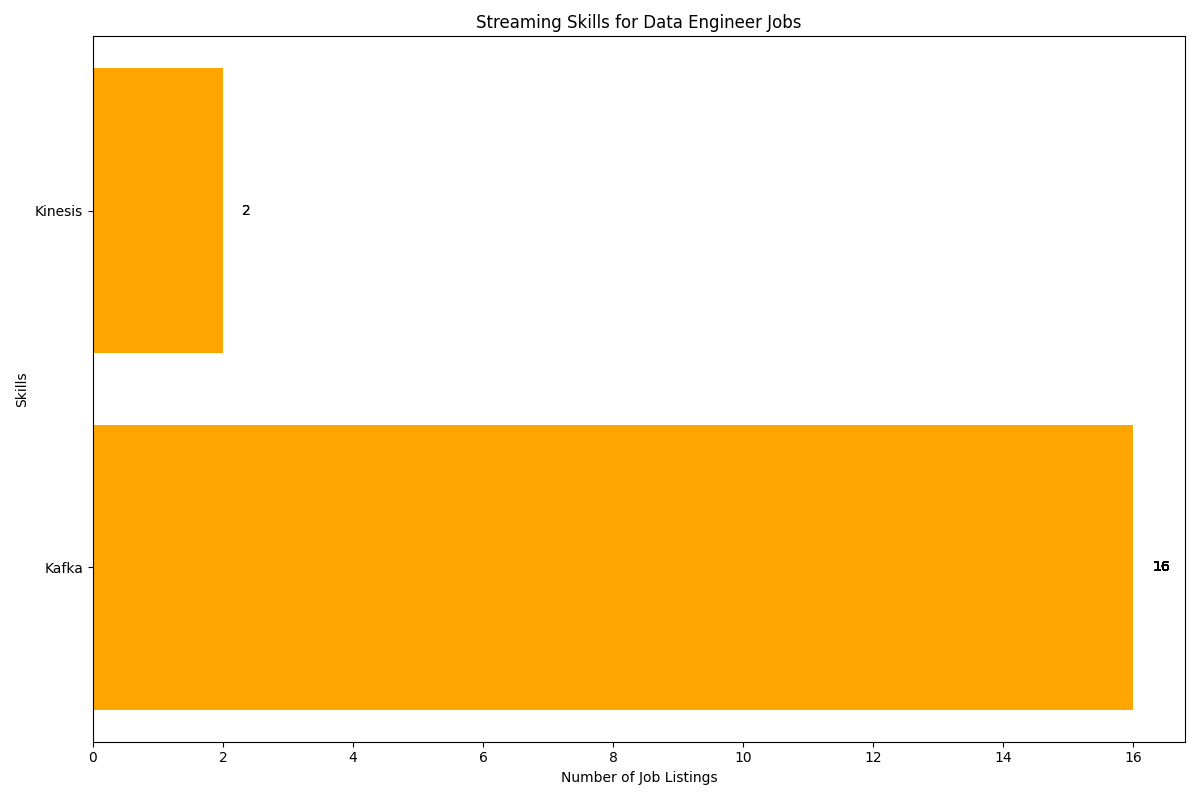 Streaming Skills for Data Engineer Jobs
Kinesis
2
Skills
Kafka
16
0 2 4 6 8 10 12 14 16
Number of Job Listings